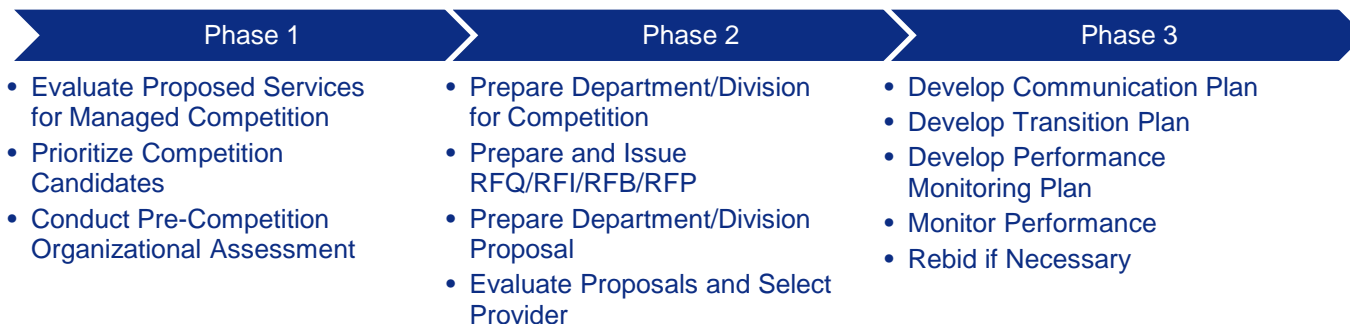 Phase 1
• Evaluate Proposed Services
for Managed Competition
• Prioritize Competition
Candidates
• Conduct Pre-Competition
Organizational Assessment
Phase 2
• Prepare Department/Division
for Competition
• Prepare and Issue
RFQ/RFI/RFB/RFP
• Prepare Department/Division
Proposal
• Evaluate Proposals and Select
Provider
Phase 3
• Develop Communication Plan
• Develop Transition Plan
• Develop Performance
Monitoring Plan
• Monitor Performance
• Rebid if Necessary